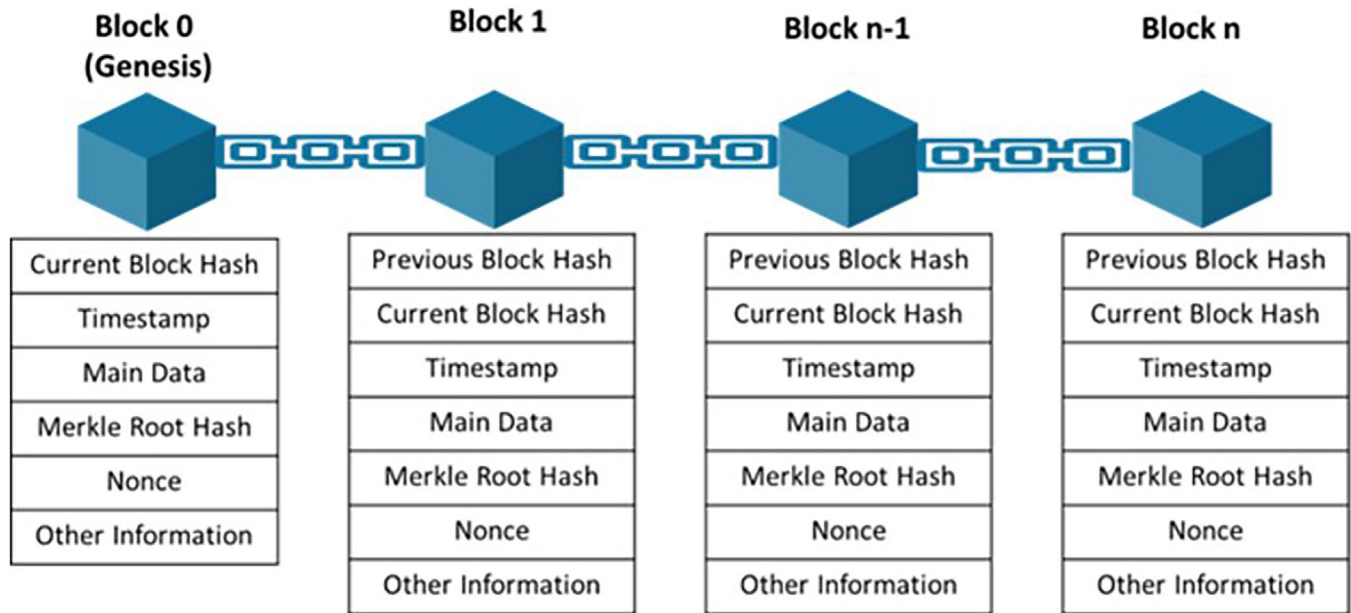 Block 0
(Genesis)
Block 1
Block n-1
Block n
Current Block Hash
Timestamp
Main Data
Merkle Root Hash
Nonce
Other Information
Previous Block Hash
Current Block Hash
Timestamp
Main Data
Merkle Root Hash
Nonce
Other Information
Previous Block Hash
Current Block Hash
Timestamp
Main Data
Merkle Root Hash
Nonce
Other Information
Previous Block Hash
Current Block Hash
Timestamp
Main Data
Merkle Root Hash
Nonce
Other Information